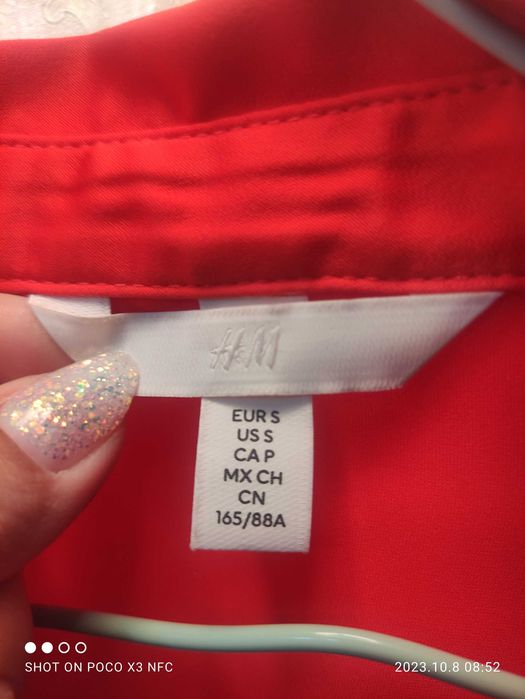 H&M
EUR S
US S
CA P
MX CH
CN
165/88A
SHOT ON POCO X3 NFC
2023.10.8 08:52